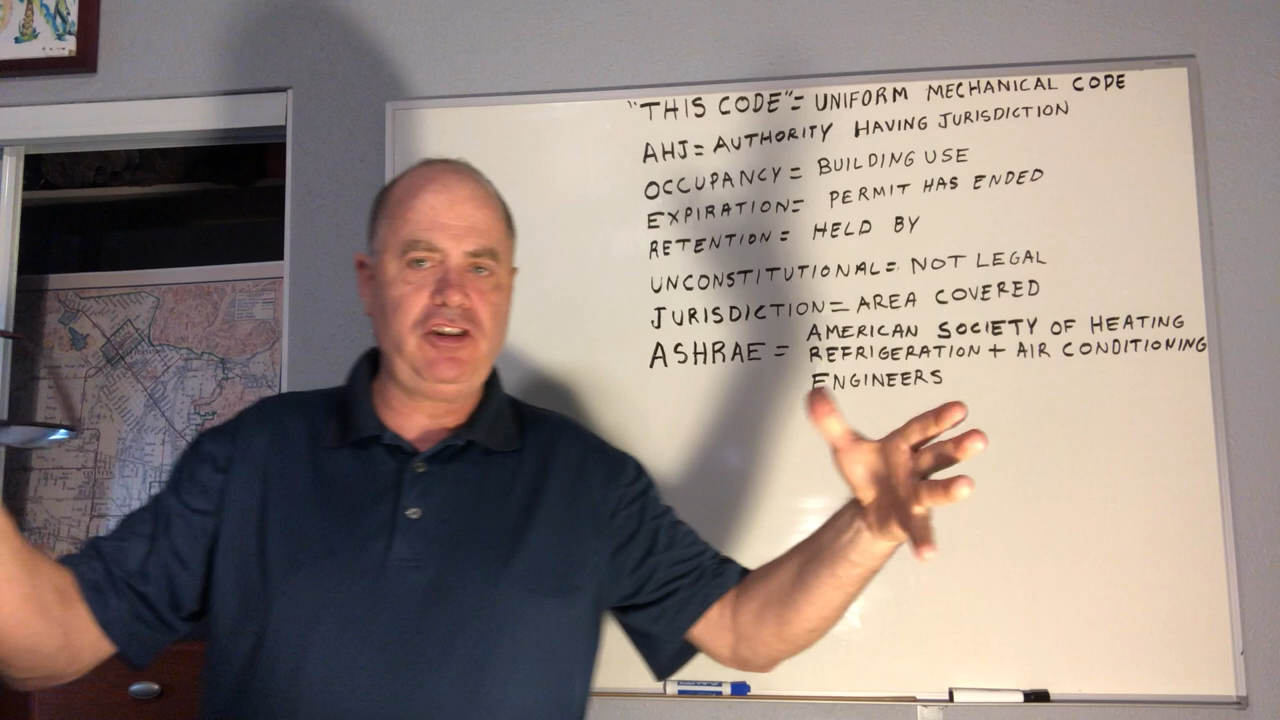 "THIS CODE"= UNIFORM MECHANICAL CODE
AHJ= AUTHORITY HAVING JURISDICTION
OCCUPANCY= BUILDING USE
EXPIRATION= PERMIT HAS ENDED
RETENTION= HELD BY
UNCONSTITUTIONAL= NOT LEGAL
JURISDICTION= AREA COVERED
ASHRAE= AMERICAN SOCIETY OF HEATING
REFRIGERATION + AIR CONDITIONING
ENGINEERS